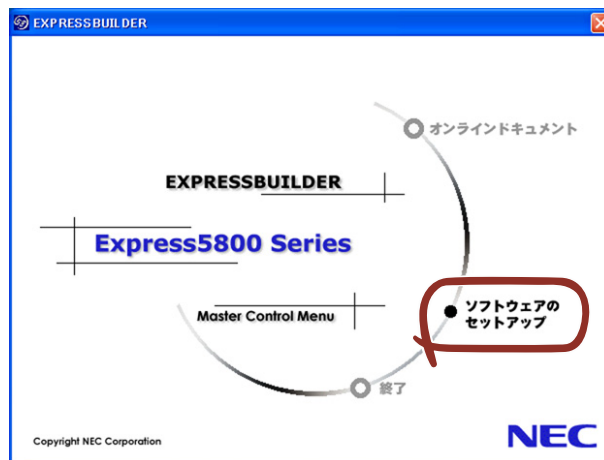 EXPRESSBUILDER
オンラインドキュメント
EXPRESSBUILDER
Express5800 Series
ソフトウェアの
セットアップ
Master Control Menu
終了
Copyright NEC Corporation
NEC